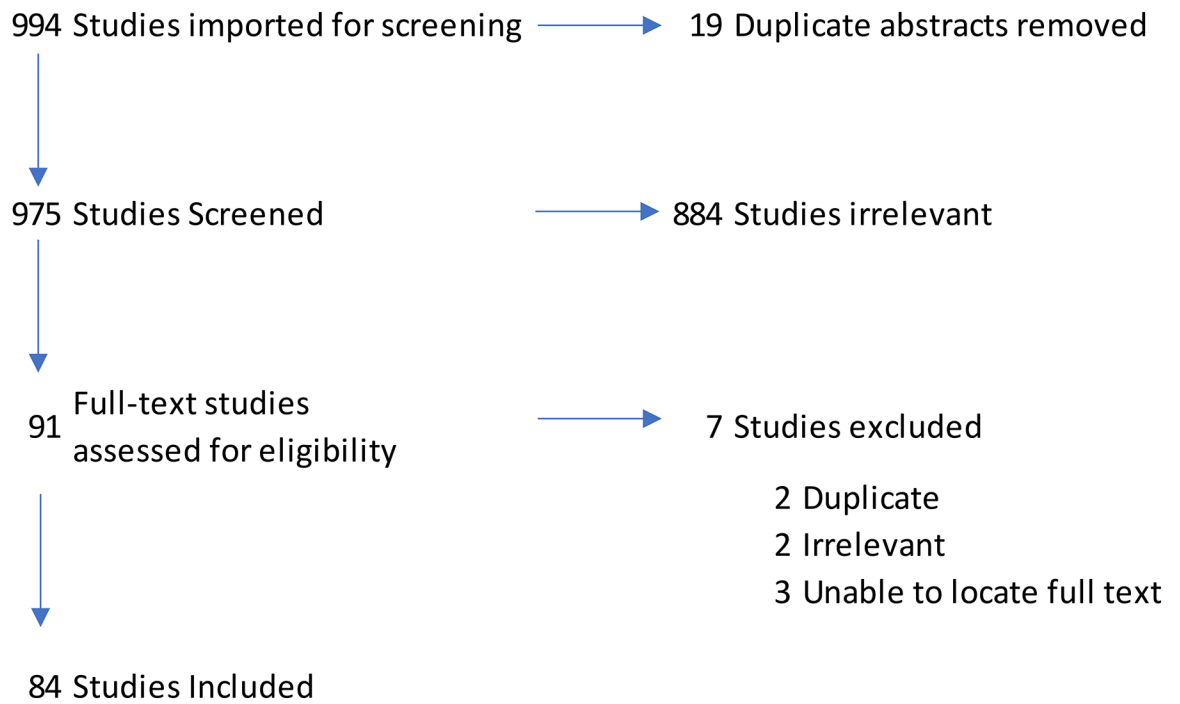 994 Studies imported for screening
19 Duplicate abstracts removed
975 Studies Screened
884 Studies irrelevant
91 Full-text studies
assessed for eligibility
7 Studies excluded
2 Duplicate
2 Irrelevant
3 Unable to locate full text
84 Studies Included